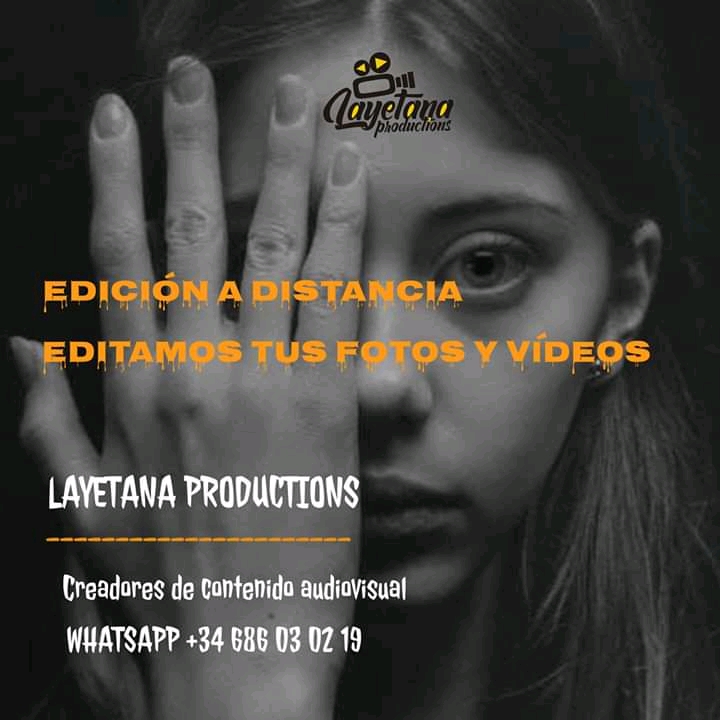 Layetana
productions
EDICIÓN A DISTANCIA
EDITAMOS TUS FOTOS Y VÍDEOS
LAYETANA PRODUCTIONS
Creadores de contenido audiovisual
WHATSAPP +34 686 03 02 19